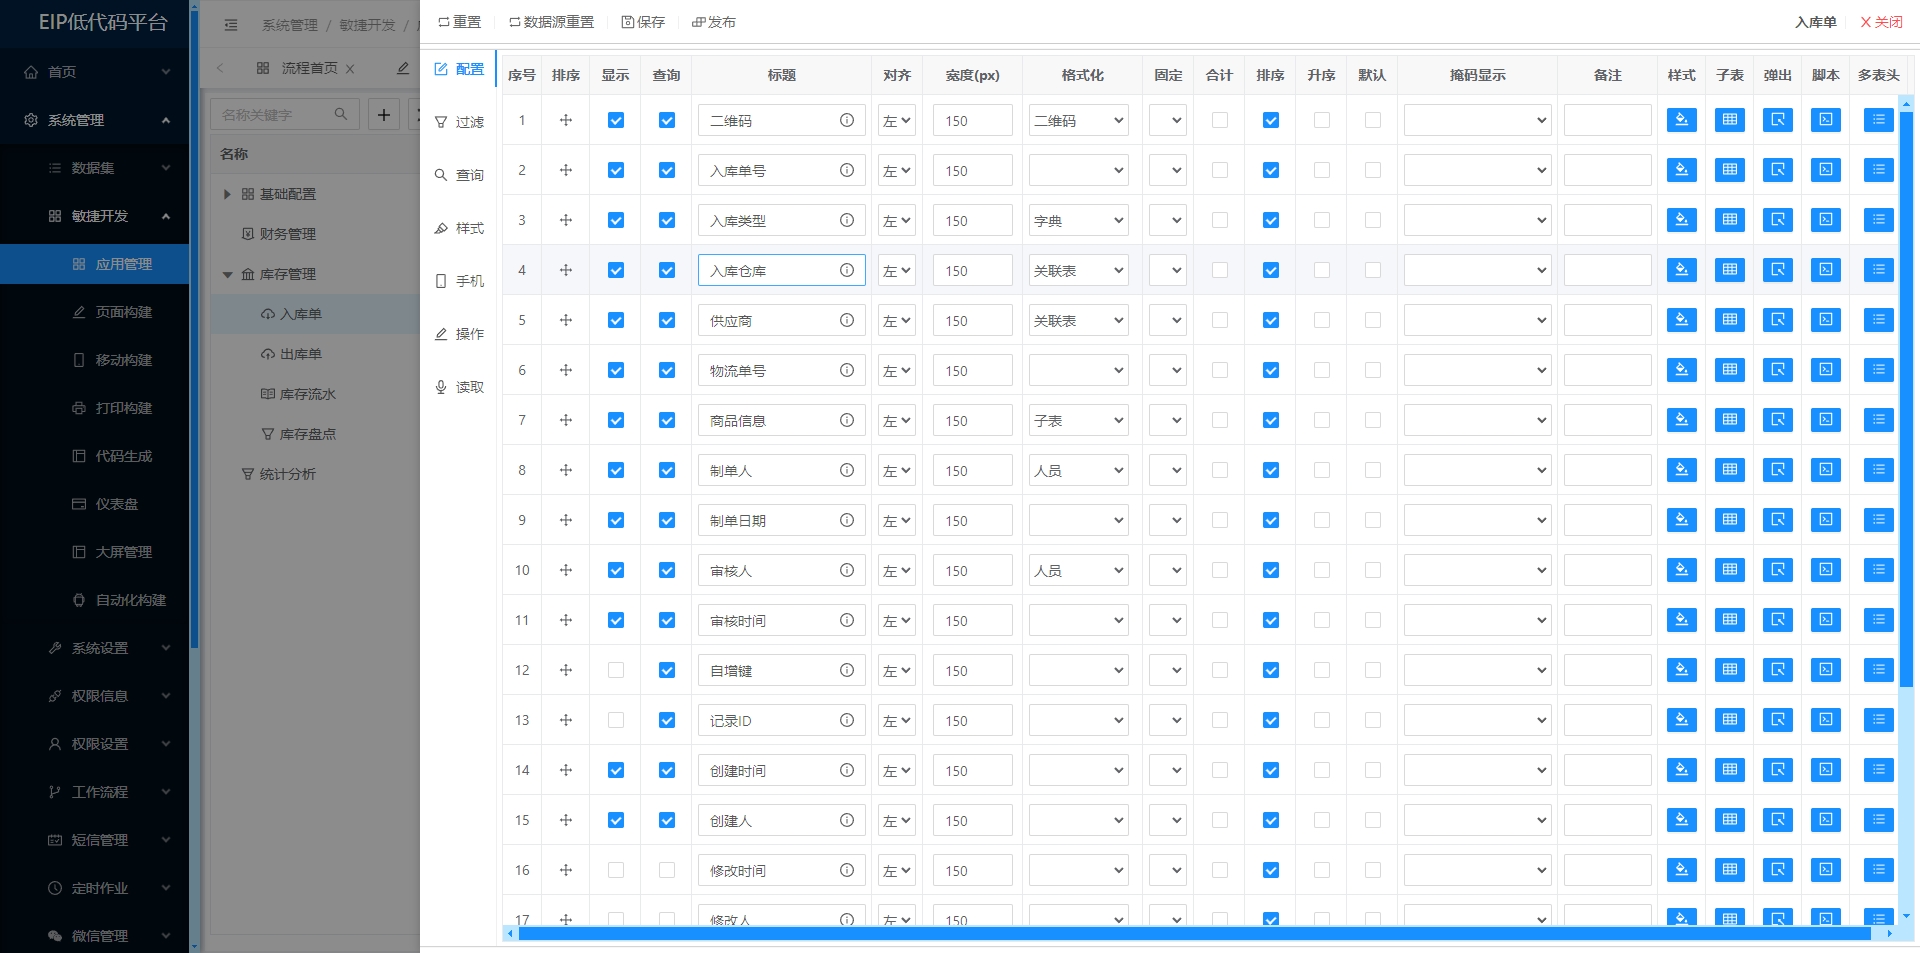 EIP低代码平台
首页
系统管理
数据集
敏捷开发
应用管理
页面构建
移动构建
打印构建
代码生成
仪表盘
大屏管理
自动化构建
系统设置
权限信息
权限设置
工作流程
短信管理
定时作业
微信管理
系统管理 / 敏捷开发 /
流程首页
名称关键字
名称
基础配置
财务管理
库存管理
入库单
出库单
库存流水
库存盘点
统计分析
重置 数据源重置 保存 发布 入库单 关闭
配置
过滤
查询
样式
手机
操作
读取
序号 排序 显示 查询 标题 对齐 宽度(px) 格式化 固定 合计 排序 升序 默认 掩码显示 备注 样式 子表 弹出 脚本 多表头
1 二维码 左 150 二维码
2 入库单号 左 150
3 入库类型 左 150 字典
4 入库仓库 左 150 关联表
5 供应商 左 150 关联表
6 物流单号 左 150
7 商品信息 左 150 子表
8 制单人 左 150 人员
9 制单日期 左 150
10 审核人 左 150 人员
11 审核时间 左 150
12 自增键 左 150
13 记录ID 左 150
14 创建时间 左 150
15 创建人 左 150
16 修改时间 左 150
17 修改人 左 150